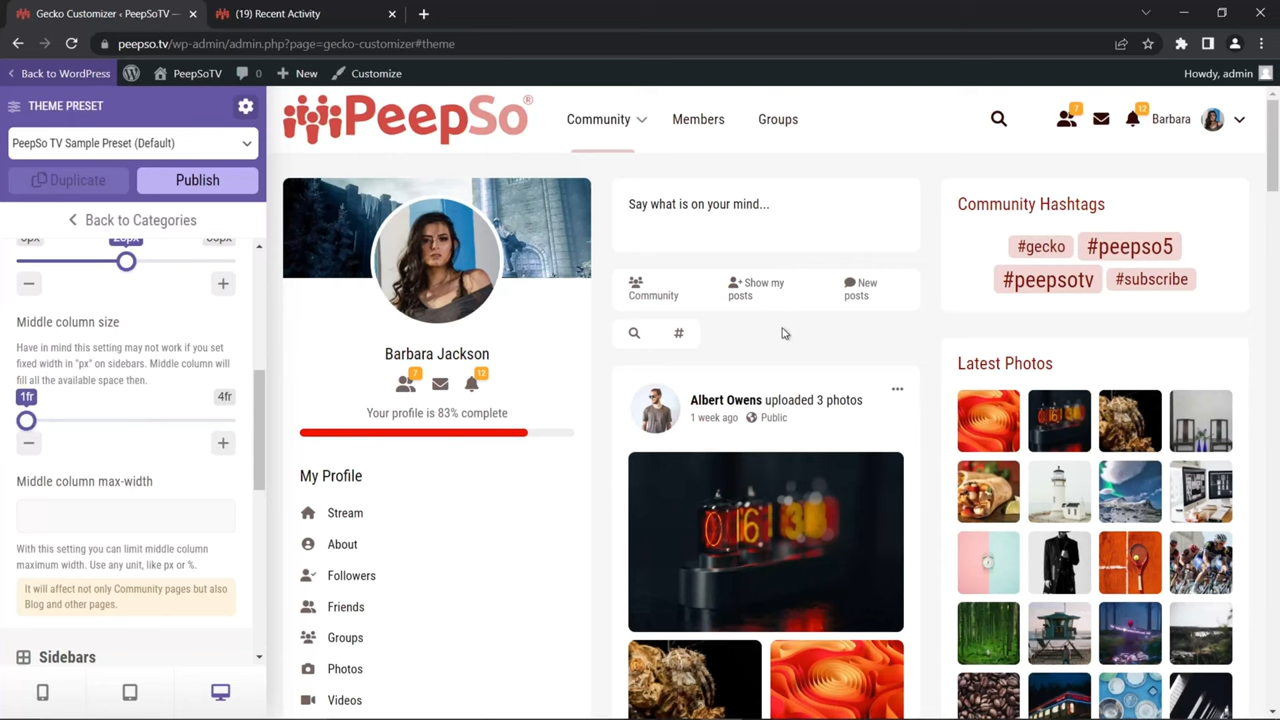 Gecko Customizer ‹ PeepSoTV —
(19) Recent Activity
peepso.tv/wp-admin/admin.php?page=gecko-customizer#theme
Back to WordPress
PeepSoTV
0
New
Customize
Howdy, admin
THEME PRESET
PeepSo TV Sample Preset (Default)
Duplicate
Publish
Back to Categories
Middle column size
Have in mind this setting may not work if you set
fixed width in "px" on sidebars. Middle column will
fill all the available space then.
1fr
4fr
Middle column max-width
With this setting you can limit middle column
maximum width. Use any unit, like px or %.
It will affect not only Community pages but also
Blog and other pages.
Sidebars
PeepSo®
Community
Members
Groups
7
12
Barbara
Barbara Jackson
7
12
Your profile is 83% complete
My Profile
Stream
About
Followers
Friends
Groups
Photos
Videos
Say what is on your mind...
Community
Show my
posts
New
posts
#
Albert Owens uploaded 3 photos
1 week ago
Public
Community Hashtags
#gecko
#peepso5
#peepsotv
#subscribe
Latest Photos